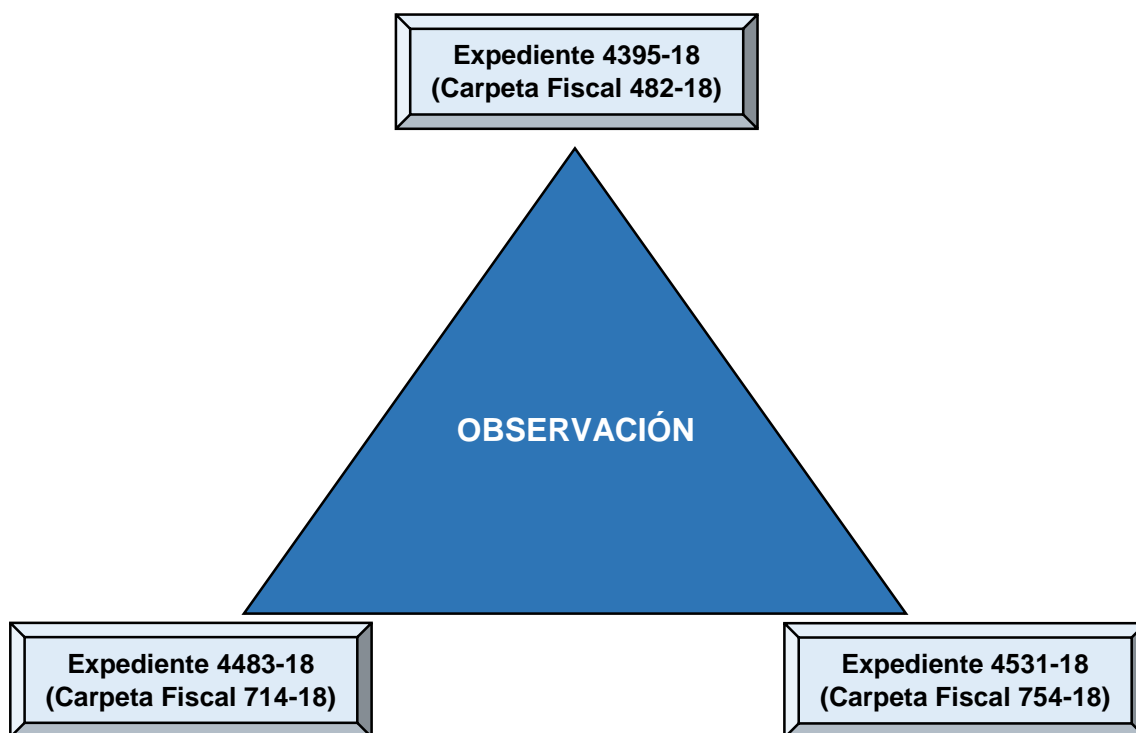 Expediente 4395-18
(Carpeta Fiscal 482-18)
OBSERVACIÓN
Expediente 4483-18
(Carpeta Fiscal 714-18)
Expediente 4531-18
(Carpeta Fiscal 754-18)